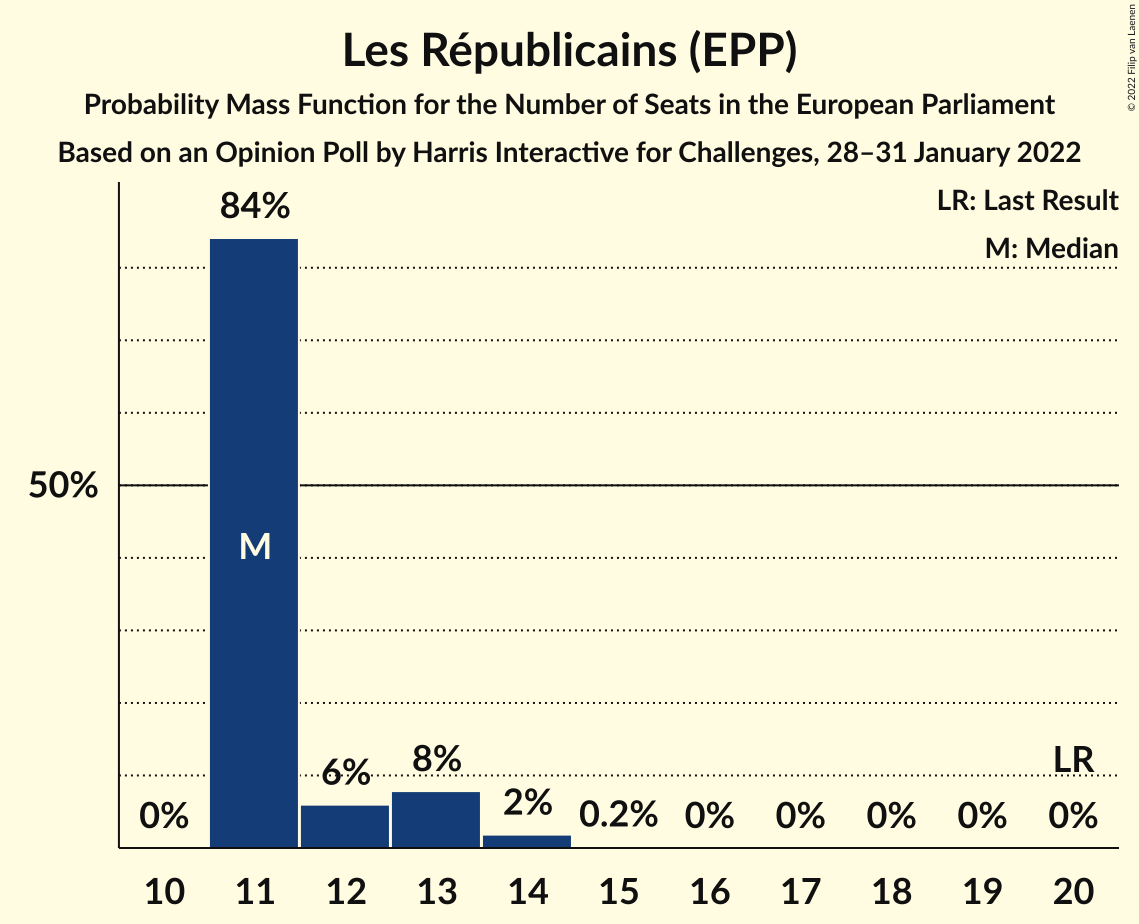 Les Républicains (EPP)
Probability Mass Function for the Number of Seats in the European Parliament
Based on an Opinion Poll by Harris Interactive for Challenges, 28–31 January 2022
© 2022 Filip van Laenen
LR: Last Result
M: Median
84%
50%
M
0%
6%
8%
2%
0.2%
0%
0%
0%
0%
LR
0%
10 11 12 13 14 15 16 17 18 19 20